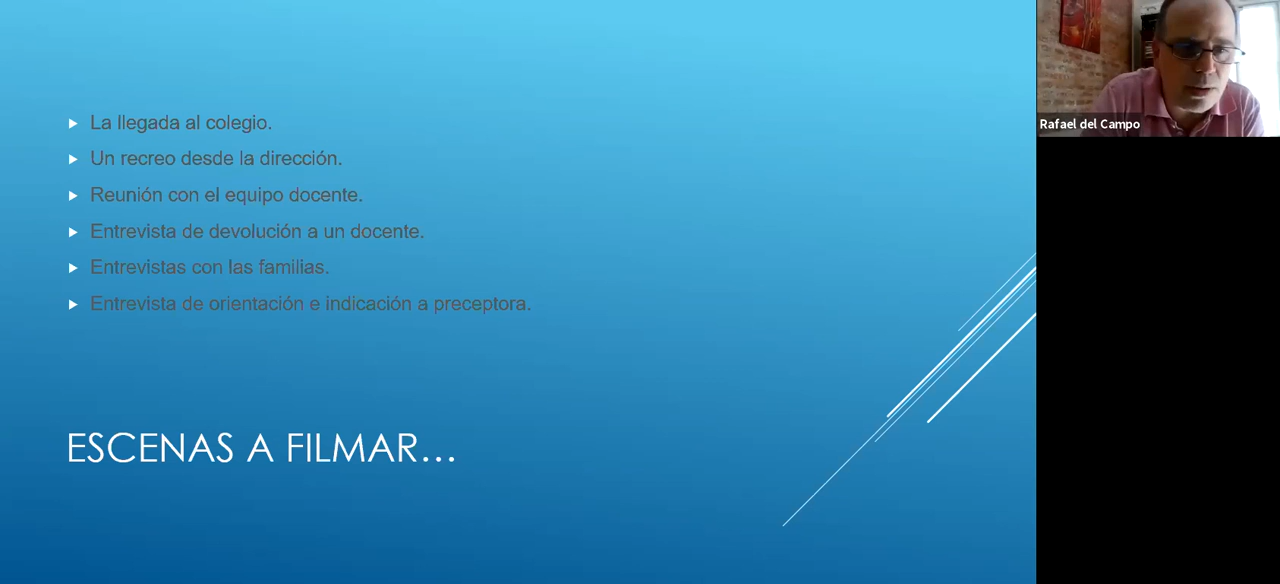 La llegada al colegio.
Un recreo desde la dirección.
Reunión con el equipo docente.
Entrevista de devolución a un docente.
Entrevistas con las familias.
Entrevista de orientación e indicación a preceptora.
ESCENAS A FILMAR...
Rafael del Campo